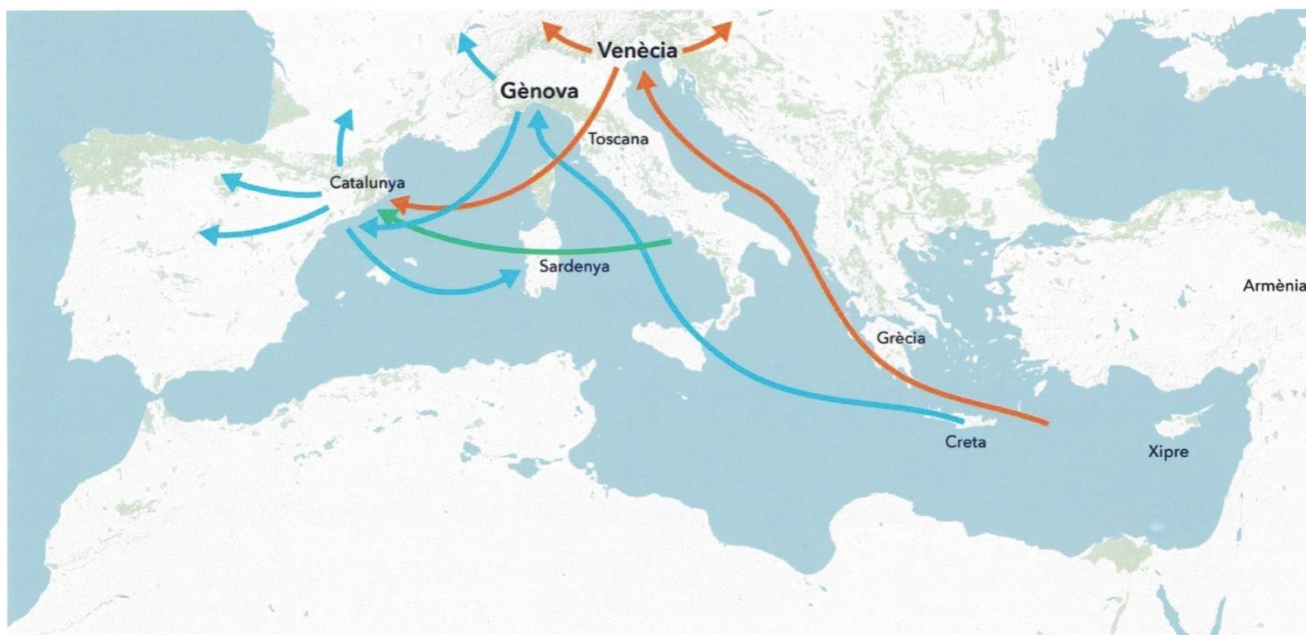 Venècia
Gènova
Toscana
Catalunya
Sardenya
Armènia
Grècia
Creta
Xipre